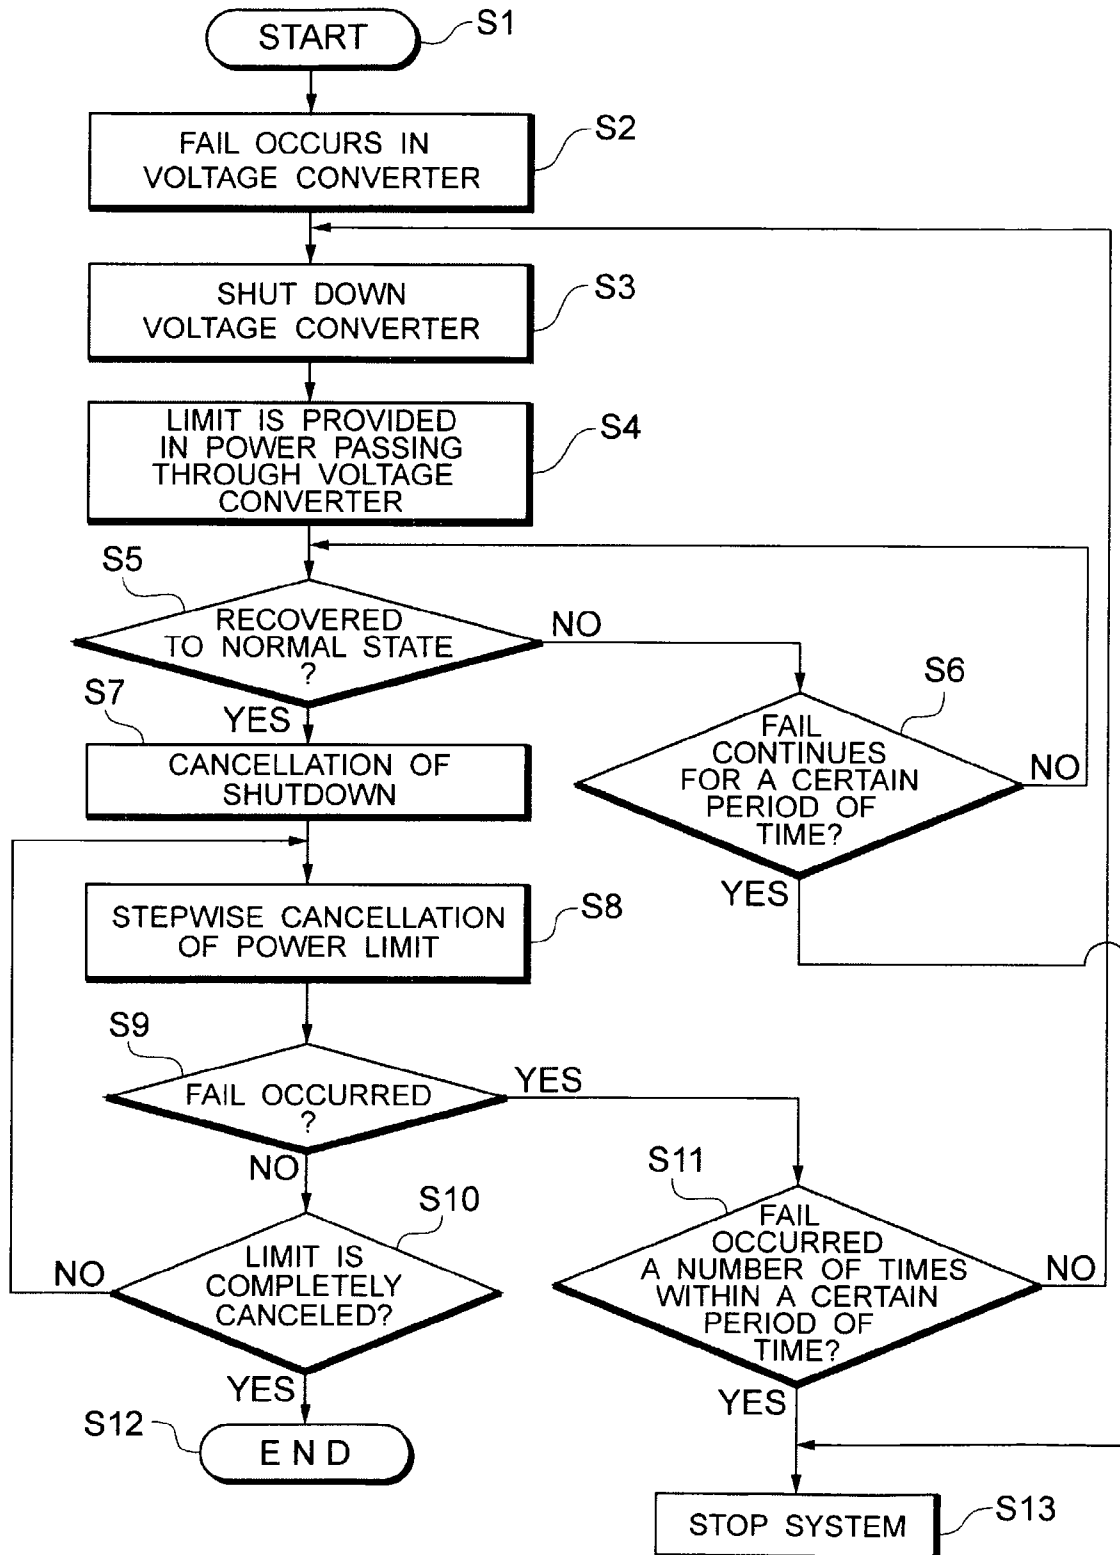 START
S1
FAIL OCCURS IN
VOLTAGE CONVERTER
S2
SHUT DOWN
VOLTAGE CONVERTER
S3
LIMIT IS PROVIDED
IN POWER PASSING
THROUGH VOLTAGE
CONVERTER
S4
S5
RECOVERED
TO NORMAL STATE
?
NO
YES
S6
FAIL
CONTINUES
FOR A CERTAIN
PERIOD OF
TIME?
NO
YES
S7
CANCELLATION OF
SHUTDOWN
STEPWISE CANCELLATION
OF POWER LIMIT
S8
S9
FAIL OCCURRED
?
YES
NO
S10
LIMIT IS
COMPLETELY
CANCELED?
NO
YES
S11
FAIL
OCCURRED
A NUMBER OF TIMES
WITHIN A CERTAIN
PERIOD OF
TIME?
NO
YES
S12
END
STOP SYSTEM
S13